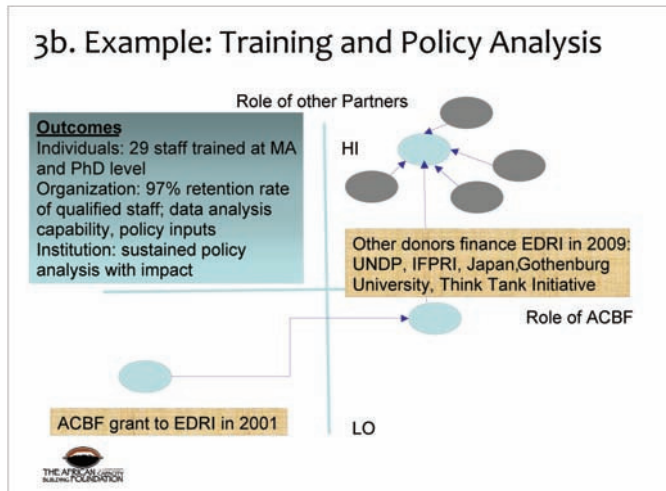 3b. Example: Training and Policy Analysis
Role of other Partners
Outcomes
Individuals: 29 staff trained at MA
and PhD level
Organization: 97% retention rate
of qualified staff; data analysis
capability, policy inputs
Institution: sustained policy
analysis with impact
HI
Other donors finance EDRI in 2009:
UNDP, IFPRI, Japan,Gothenburg
University, Think Tank Initiative
Role of ACBF
ACBF grant to EDRI in 2001
LO
THE AFRICAN CAPACITY
BUILDING FOUNDATION